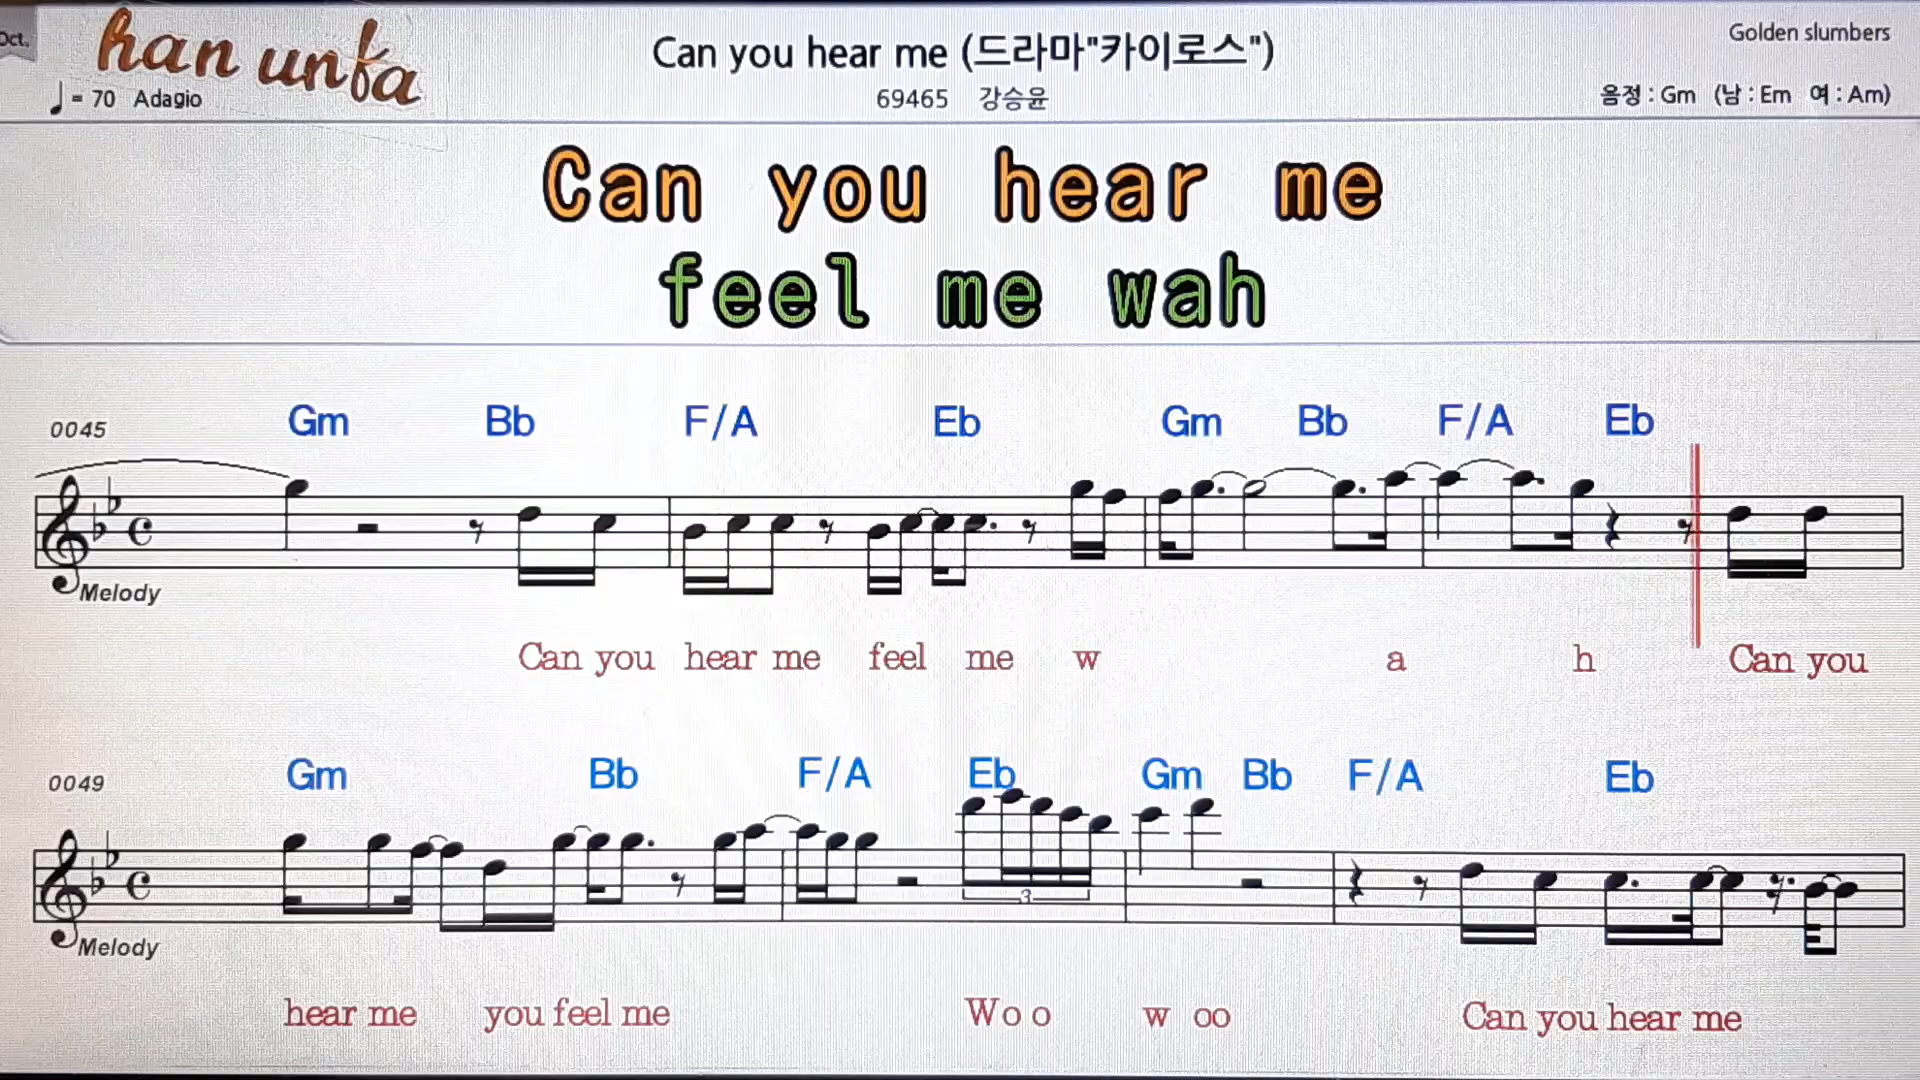 Oct.
han unfa
Can you hear me (드라마"카이로스")
Golden slumbers
♩ = 70 Adagio
69465 강승윤
음정 : Gm (남 : Em 여 : Am)
Can you hear me
feel me wah
0045 Gm Bb F/A Eb Gm Bb F/A Eb
Melody
Can you hear me feel me w a h Can you
0049 Gm Bb F/A Eb Gm Bb F/A Eb
3
Melody
hear me you feel me Wo o w oo Can you hear me